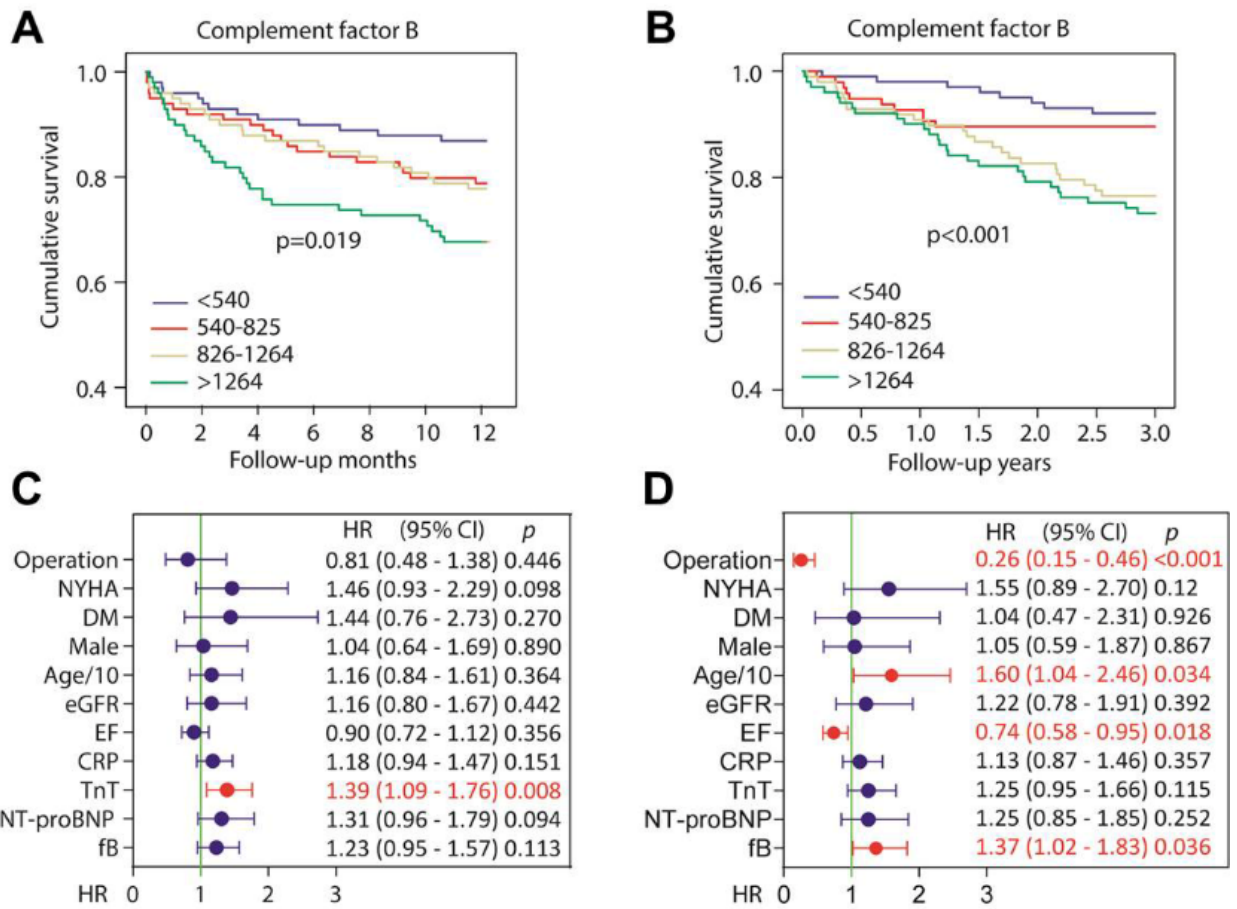 A
Complement factor B
Cumulative survival
1.0
0.8
0.6
0.4
p=0.019
<540
540-825
826-1264
>1264
0 2 4 6 8 10 12
Follow-up months
B
Complement factor B
Cumulative survival
1.0
0.8
0.6
0.4
p<0.001
<540
540-825
826-1264
>1264
0.0 0.5 1.0 1.5 2.0 2.5 3.0
Follow-up years
C
HR (95% CI) p
Operation 0.81 (0.48 - 1.38) 0.446
NYHA 1.46 (0.93 - 2.29) 0.098
DM 1.44 (0.76 - 2.73) 0.270
Male 1.04 (0.64 - 1.69) 0.890
Age/10 1.16 (0.84 - 1.61) 0.364
eGFR 1.16 (0.80 - 1.67) 0.442
EF 0.90 (0.72 - 1.12) 0.356
CRP 1.18 (0.94 - 1.47) 0.151
TnT 1.39 (1.09 - 1.76) 0.008
NT-proBNP 1.31 (0.96 - 1.79) 0.094
fB 1.23 (0.95 - 1.57) 0.113
HR 0 1 2 3
D
HR (95% CI) p
Operation 0.26 (0.15 - 0.46) <0.001
NYHA 1.55 (0.89 - 2.70) 0.12
DM 1.04 (0.47 - 2.31) 0.926
Male 1.05 (0.59 - 1.87) 0.867
Age/10 1.60 (1.04 - 2.46) 0.034
eGFR 1.22 (0.78 - 1.91) 0.392
EF 0.74 (0.58 - 0.95) 0.018
CRP 1.13 (0.87 - 1.46) 0.357
TnT 1.25 (0.95 - 1.66) 0.115
NT-proBNP 1.25 (0.85 - 1.85) 0.252
fB 1.37 (1.02 - 1.83) 0.036
HR 0 1 2 3